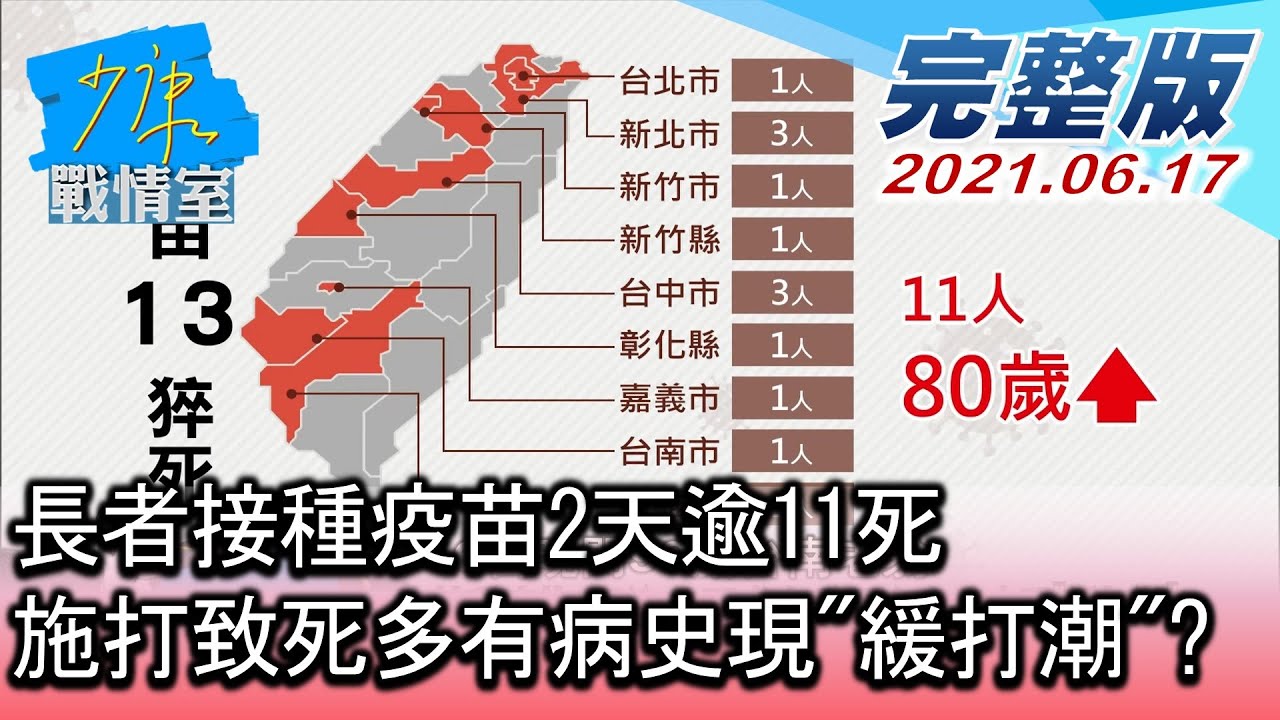 少康
戰情室
苗
13
猝
死
台北市 1人
新北市 3人
新竹市 1人
新竹縣 1人
台中市 3人
彰化縣 1人
嘉義市 1人
台南市 1人
完整版
2021.06.17
11人
80歲
長者接種疫苗2天逾11死
施打致死多有病史現"緩打潮"?